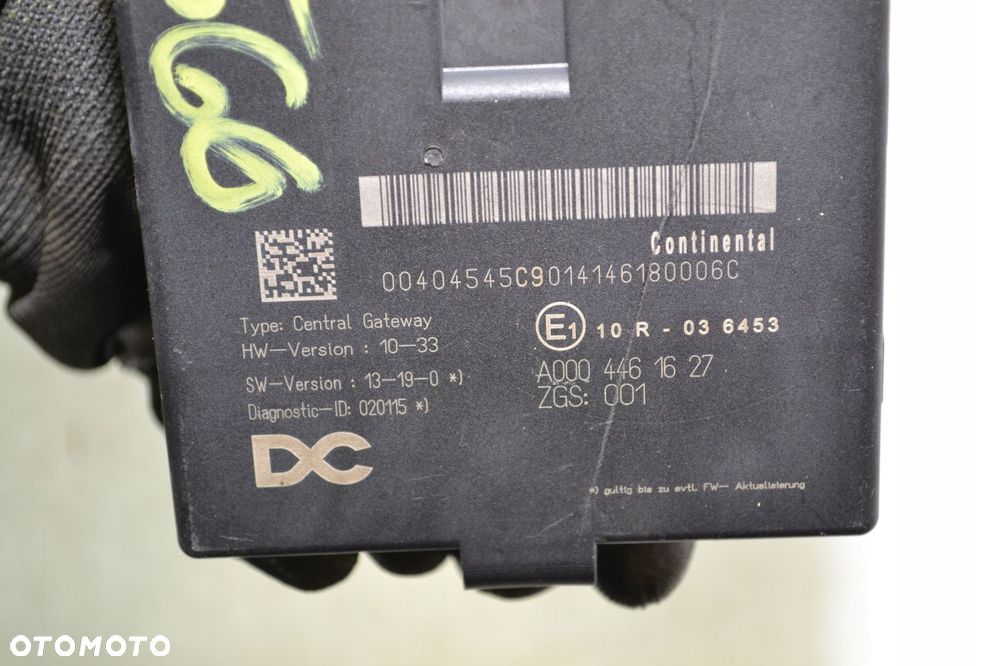 Continental
00404545C9014146180006C
Type: Central Gateway
HW-Version : 10-33
SW-Version : 13-19-0 *)
Diagnostic-ID: 020115 *)
E1 10 R - 03 6453
A000 446 16 27
ZGS: 001
DC
*) gultig bis zu evtl. FW- Aktualisierung
OTOMOTO